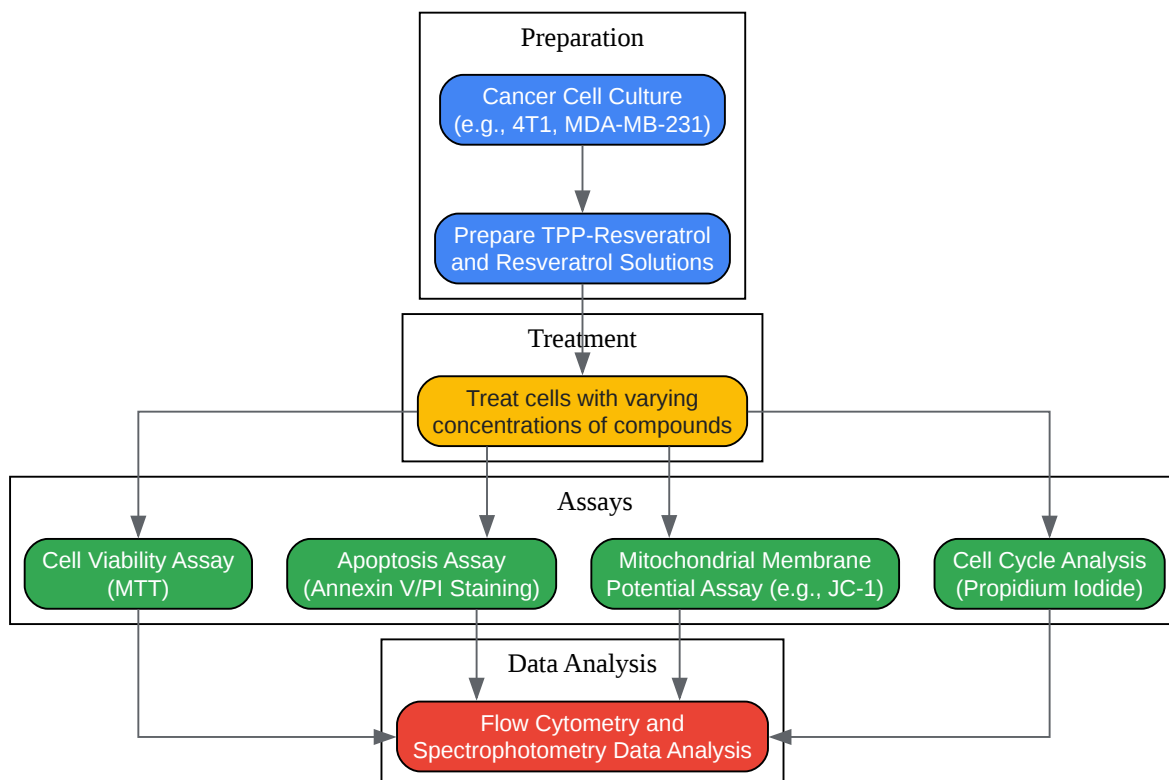 Preparation
Cancer Cell Culture
(e.g., 4T1, MDA-MB-231)
Prepare TPP-Resveratrol
and Resveratrol Solutions
Treatment
Treat cells with varying
concentrations of compounds
Assays
Cell Viability Assay
(MTT)
Apoptosis Assay
(Annexin V/PI Staining)
Mitochondrial Membrane
Potential Assay (e.g., JC-1)
Cell Cycle Analysis
(Propidium Iodide)
Data Analysis
Flow Cytometry and
Spectrophotometry Data Analysis